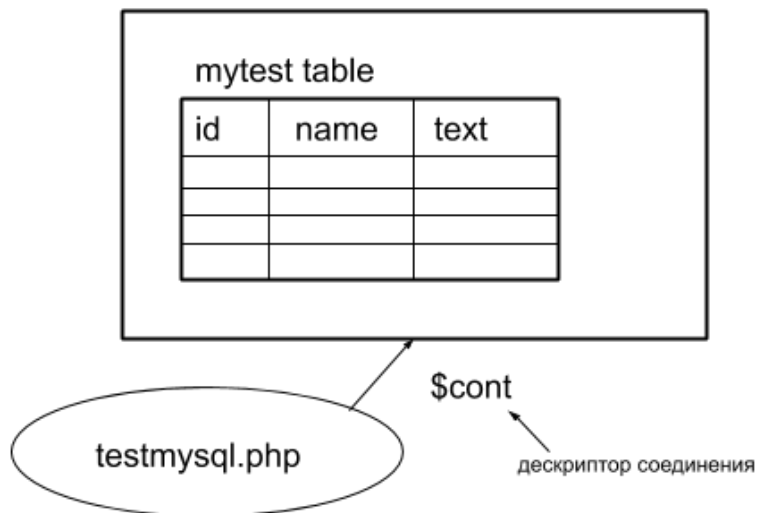 mytest table
id name text
$cont
testmysql.php
дескриптор соединения